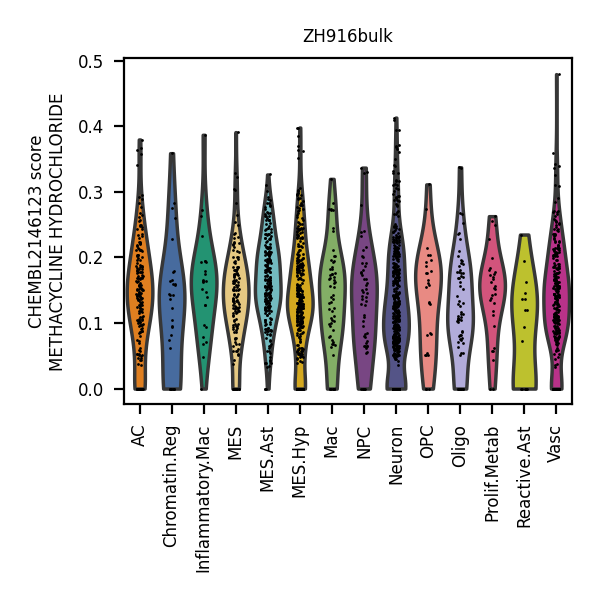 ZH916bulk
CHEMBL2146123 score
METHACYCLINE HYDROCHLORIDE
0.5
0.4
0.3
0.2
0.1
0.0
AC
Chromatin.Reg
Inflammatory.Mac
MES
MES.Ast
MES.Hyp
Mac
NPC
Neuron
OPC
Oligo
Prolif.Metab
Reactive.Ast
Vasc